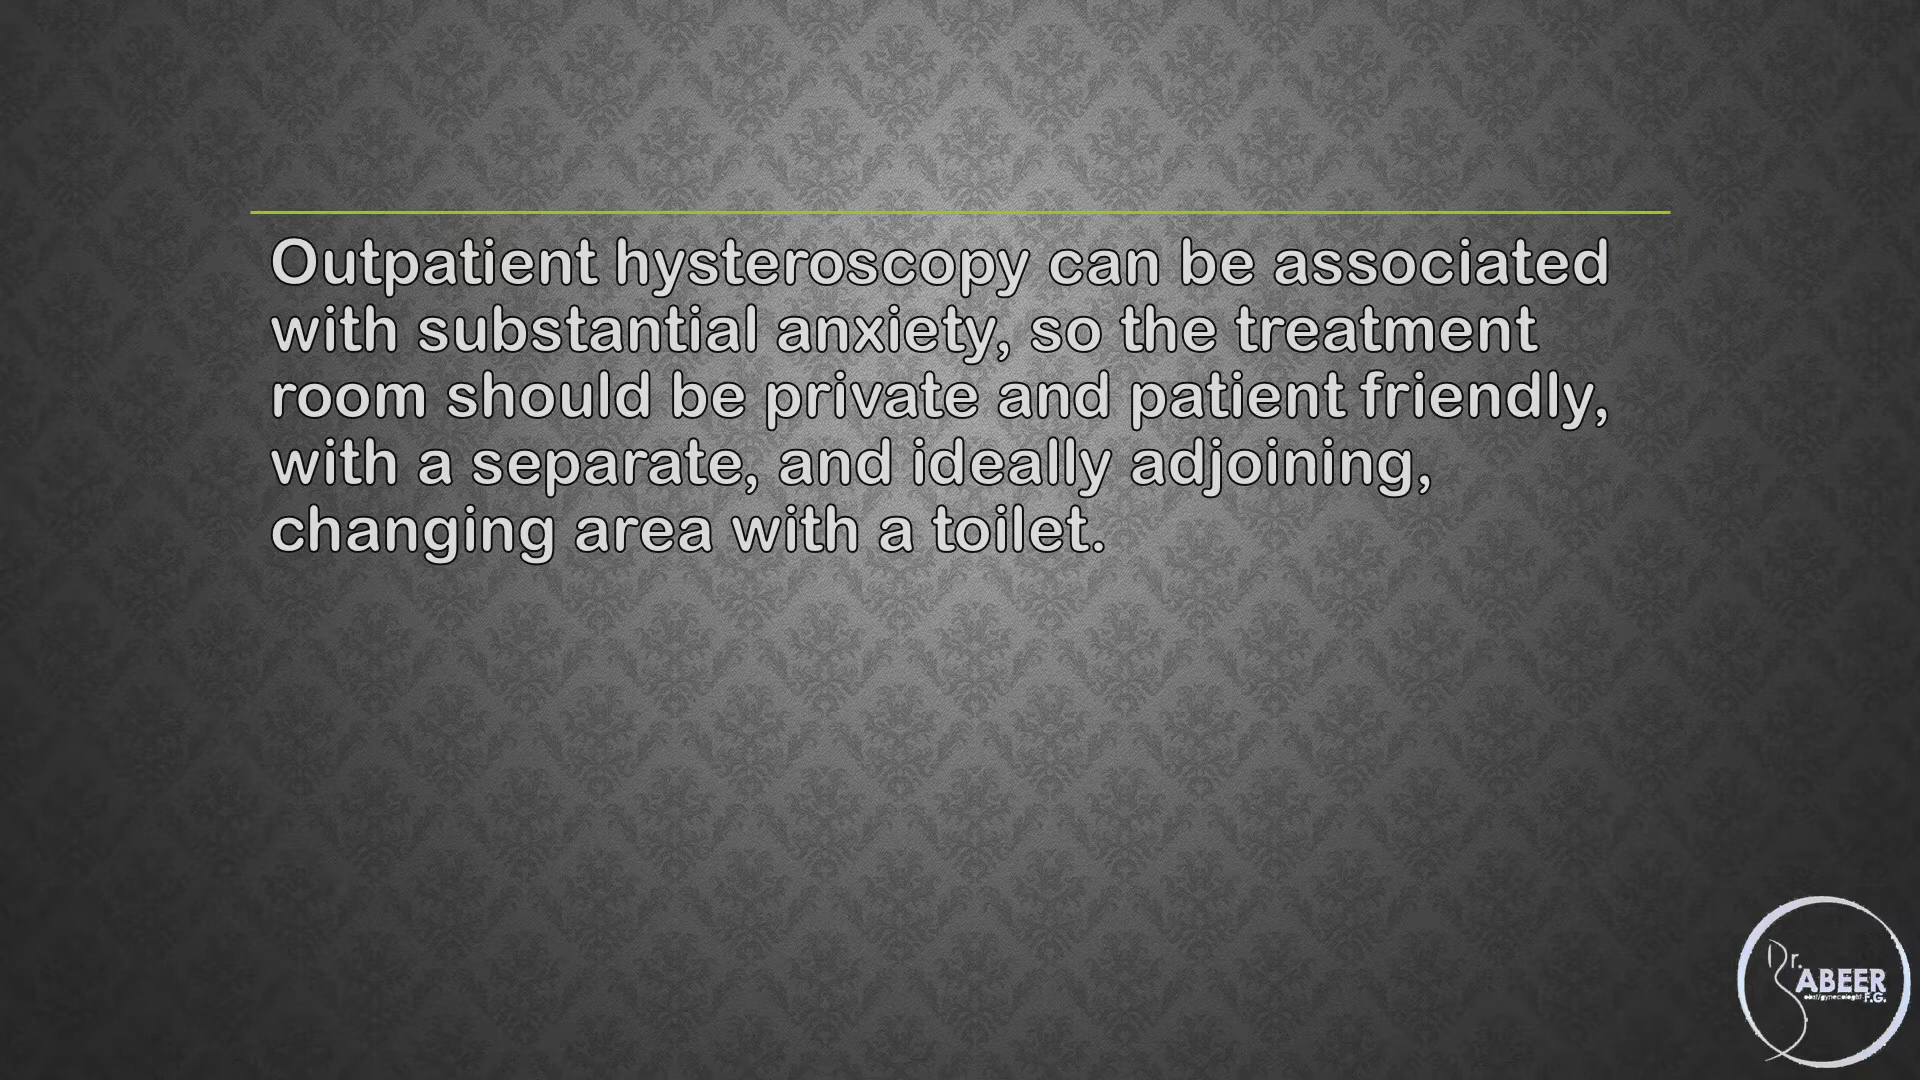 Outpatient hysteroscopy can be associated
with substantial anxiety, so the treatment
room should be private and patient friendly,
with a separate, and ideally adjoining,
changing area with a toilet.
Dr.
ABEER
F.G.